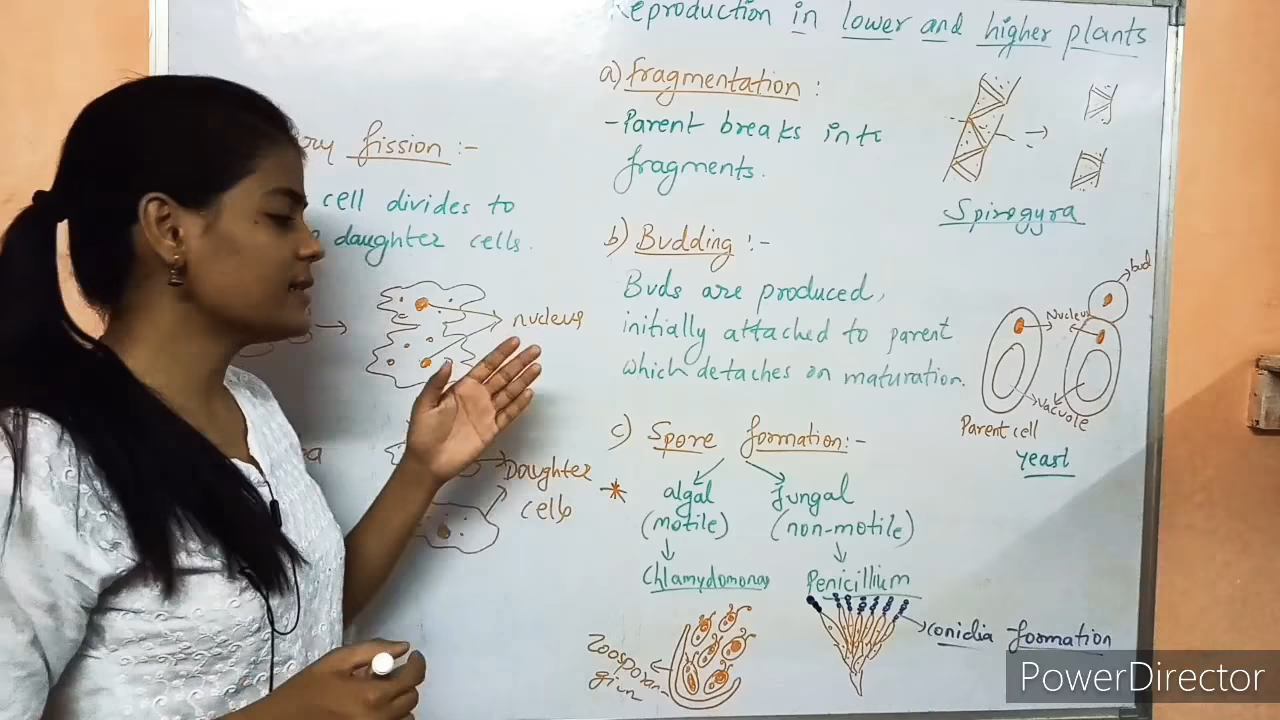 Reproduction in lower and higher plants
fission :-
cell divides to
daughter cells.
nucleus
Daughter
cells
a) fragmentation :
- Parent breaks into
fragments.
Spirogyra
b) Budding :-
Buds are produced,
initially attached to parent
which detaches on maturation.
bud
Nucleus
vacuole
Parent cell
Yeast
c) Spore formation:-
algal fungal
(motile) (non-motile)
Chlamydomonas Penicillium
Zoosporan-
gium
conidia formation
PowerDirector